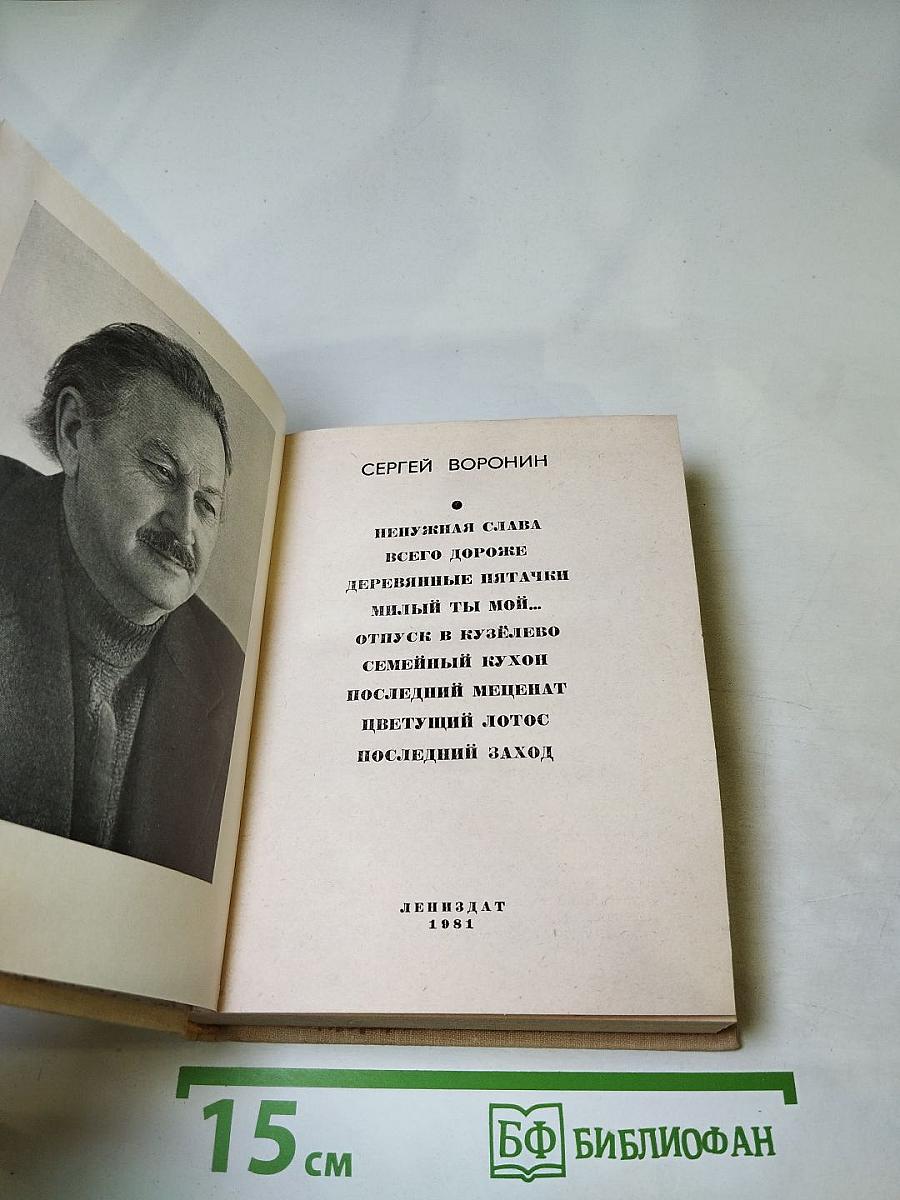 СЕРГЕЙ ВОРОНИН
НЕНУЖНАЯ СЛАВА
ВСЕГО ДОРОЖЕ
ДЕРЕВЯННЫЕ ПЯТАЧКИ
МИЛЫЙ ТЫ МОЙ...
ОТПУСК В КУЗЁЛЕВО
СЕМЕЙНЫЙ КУХОН
ПОСЛЕДНИЙ МЕЦЕНАТ
ЦВЕТУЩИЙ ЛОТОС
ПОСЛЕДНИЙ ЗАХОД
ЛЕНИЗДАТ
1981
15 СМ
БФ БИБЛИОФАН